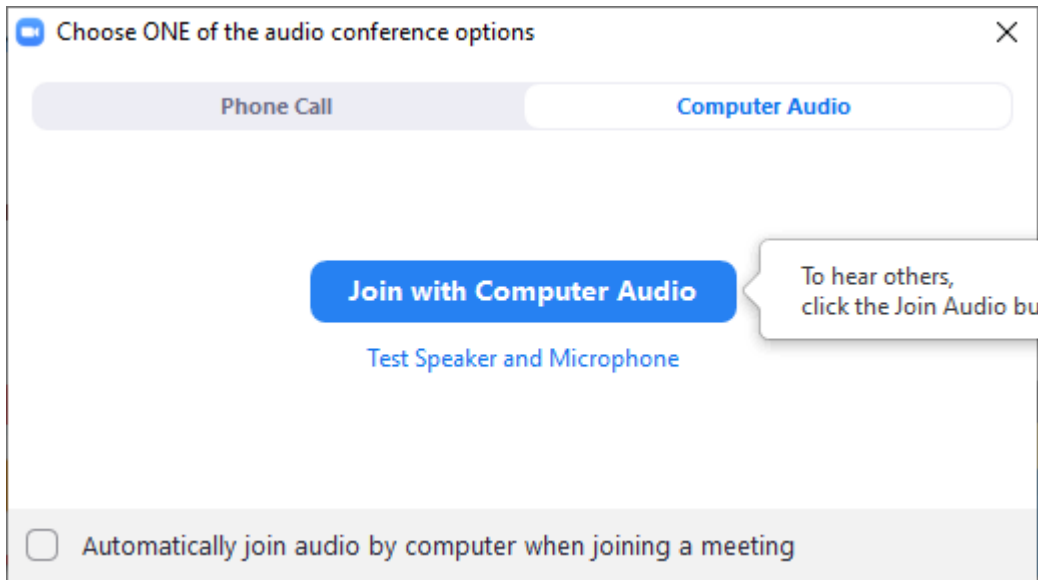 Choose ONE of the audio conference options
Phone Call
Computer Audio
Join with Computer Audio
To hear others,
click the Join Audio
Test Speaker and Microphone
Automatically join audio by computer when joining a meeting